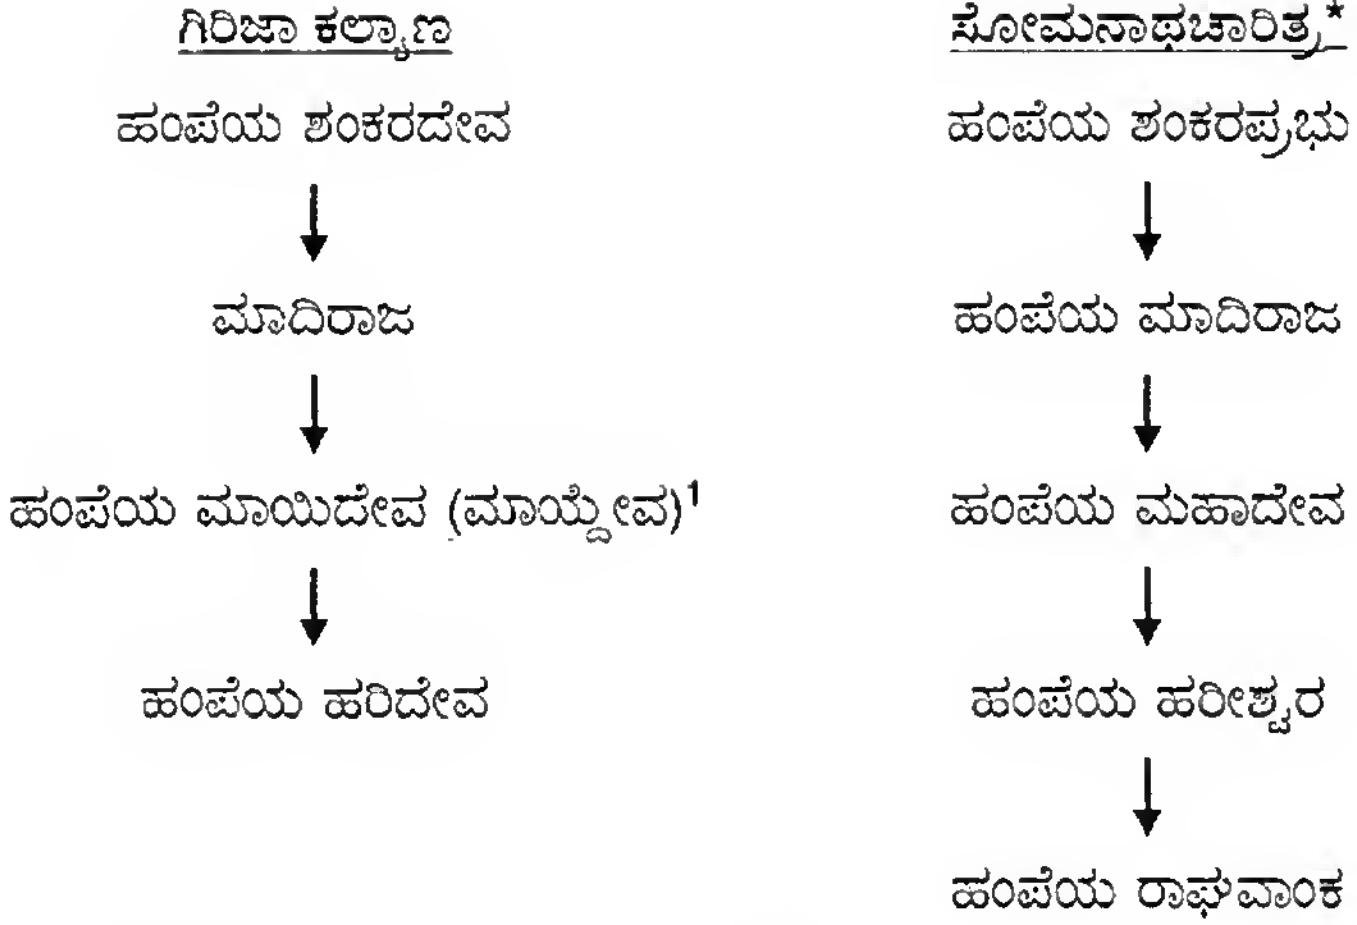 ಗಿರಿಜಾ ಕಲ್ಯಾಣ
ಹಂಪೆಯ ಶಂಕರದೇವ
ಮಾದಿರಾಜ
ಹಂಪೆಯ ಮಾಯಿದೇವ (ಮಾಯ್ದೇವ)¹
ಹಂಪೆಯ ಹರಿದೇವ
ಸೋಮನಾಥಚಾರಿತ್ರ*
ಹಂಪೆಯ ಶಂಕರಪ್ರಭು
ಹಂಪೆಯ ಮಾದಿರಾಜ
ಹಂಪೆಯ ಮಹಾದೇವ
ಹಂಪೆಯ ಹರೀಶ್ವರ
ಹಂಪೆಯ ರಾಘವಾಂಕ